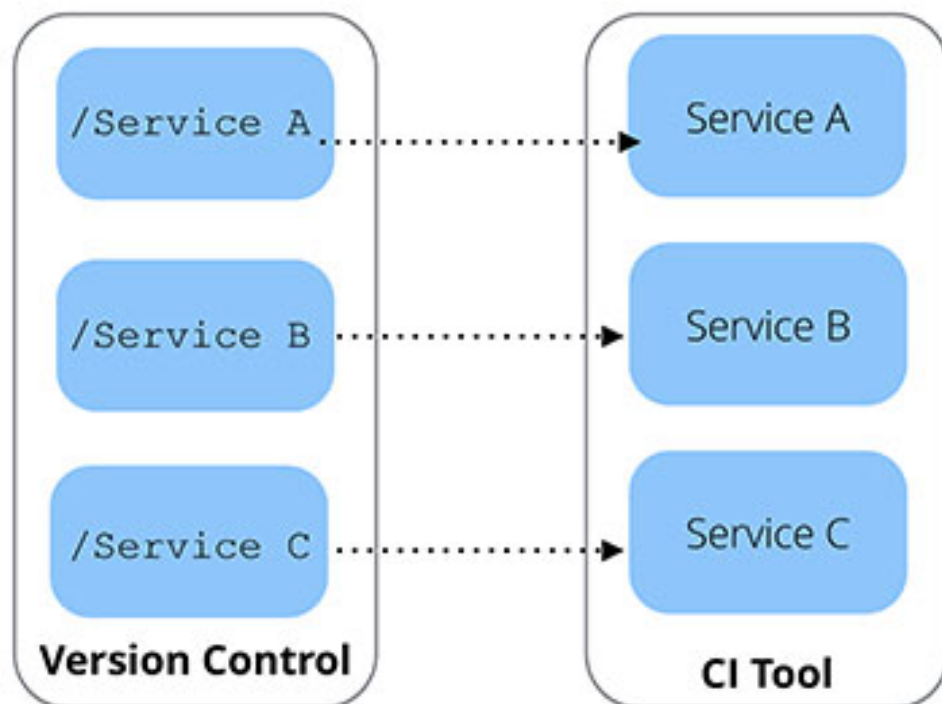 /Service A
Service A
/Service B
Service B
/Service C
Service C
Version Control
CI Tool